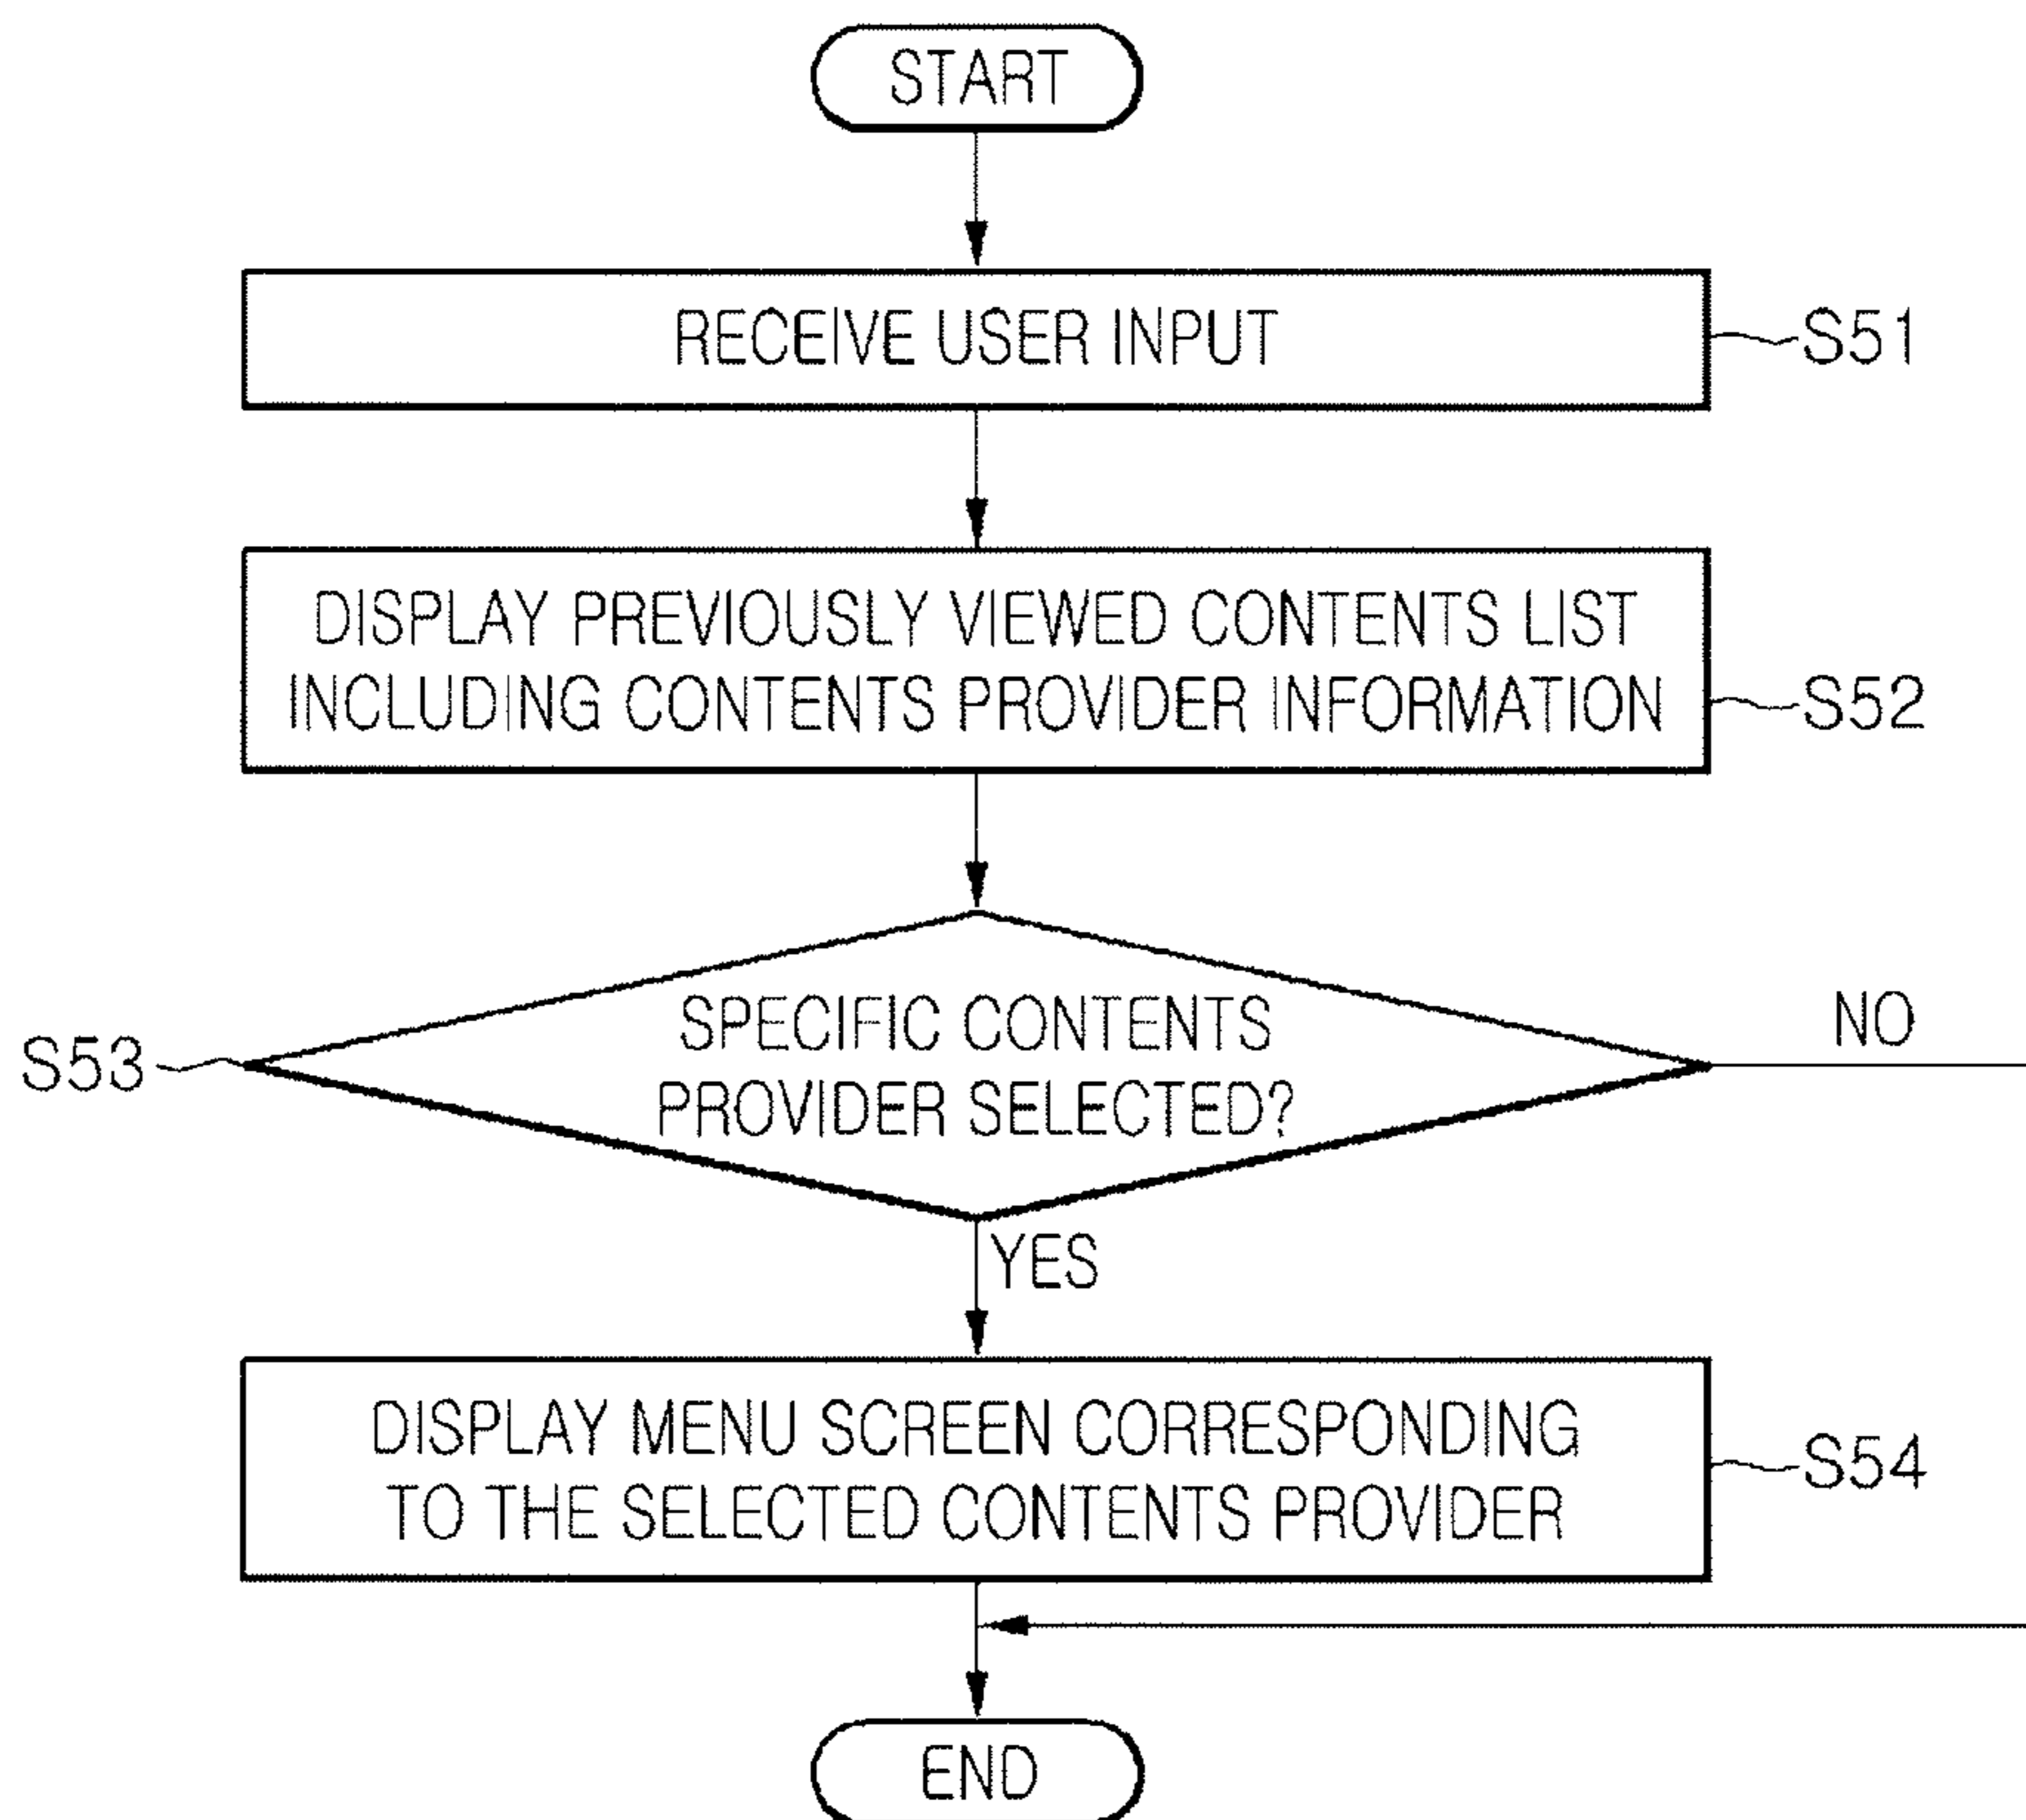 START
RECEIVE USER INPUT
S51
DISPLAY PREVIOUSLY VIEWED CONTENTS LIST
INCLUDING CONTENTS PROVIDER INFORMATION
S52
SPECIFIC CONTENTS
PROVIDER SELECTED?
S53
NO
YES
DISPLAY MENU SCREEN CORRESPONDING
TO THE SELECTED CONTENTS PROVIDER
S54
END